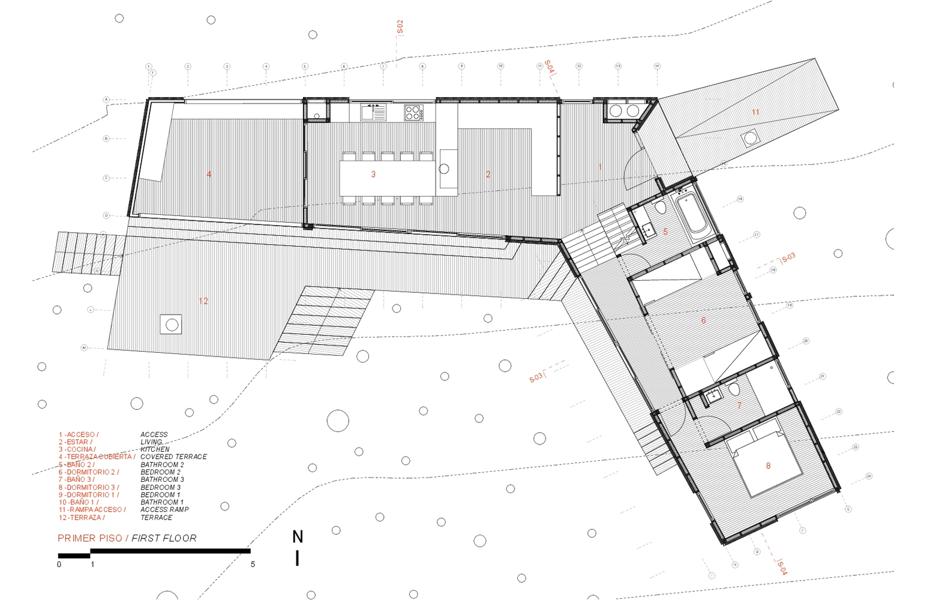 S-02
S-04
11
4
3
2
1
5
S-03
12
6
S-03
7
8
1 -ACCESO / ACCESS
2 -ESTAR / LIVING
3 -COCINA / KITCHEN
4 -TERRAZA CUBIERTA / COVERED TERRACE
5 -BAÑO 2 / BATHROOM 2
6 -DORMITORIO 2 / BEDROOM 2
7 -BAÑO 3 / BATHROOM 3
8 -DORMITORIO 3 / BEDROOM 3
9 -DORMITORIO 1 / BEDROOM 1
10 -BAÑO 1 / BATHROOM 1
11 -RAMPA ACCESO / ACCESS RAMP
12 -TERRAZA / TERRACE
PRIMER PISO / FIRST FLOOR
N
0 1 5
S-04